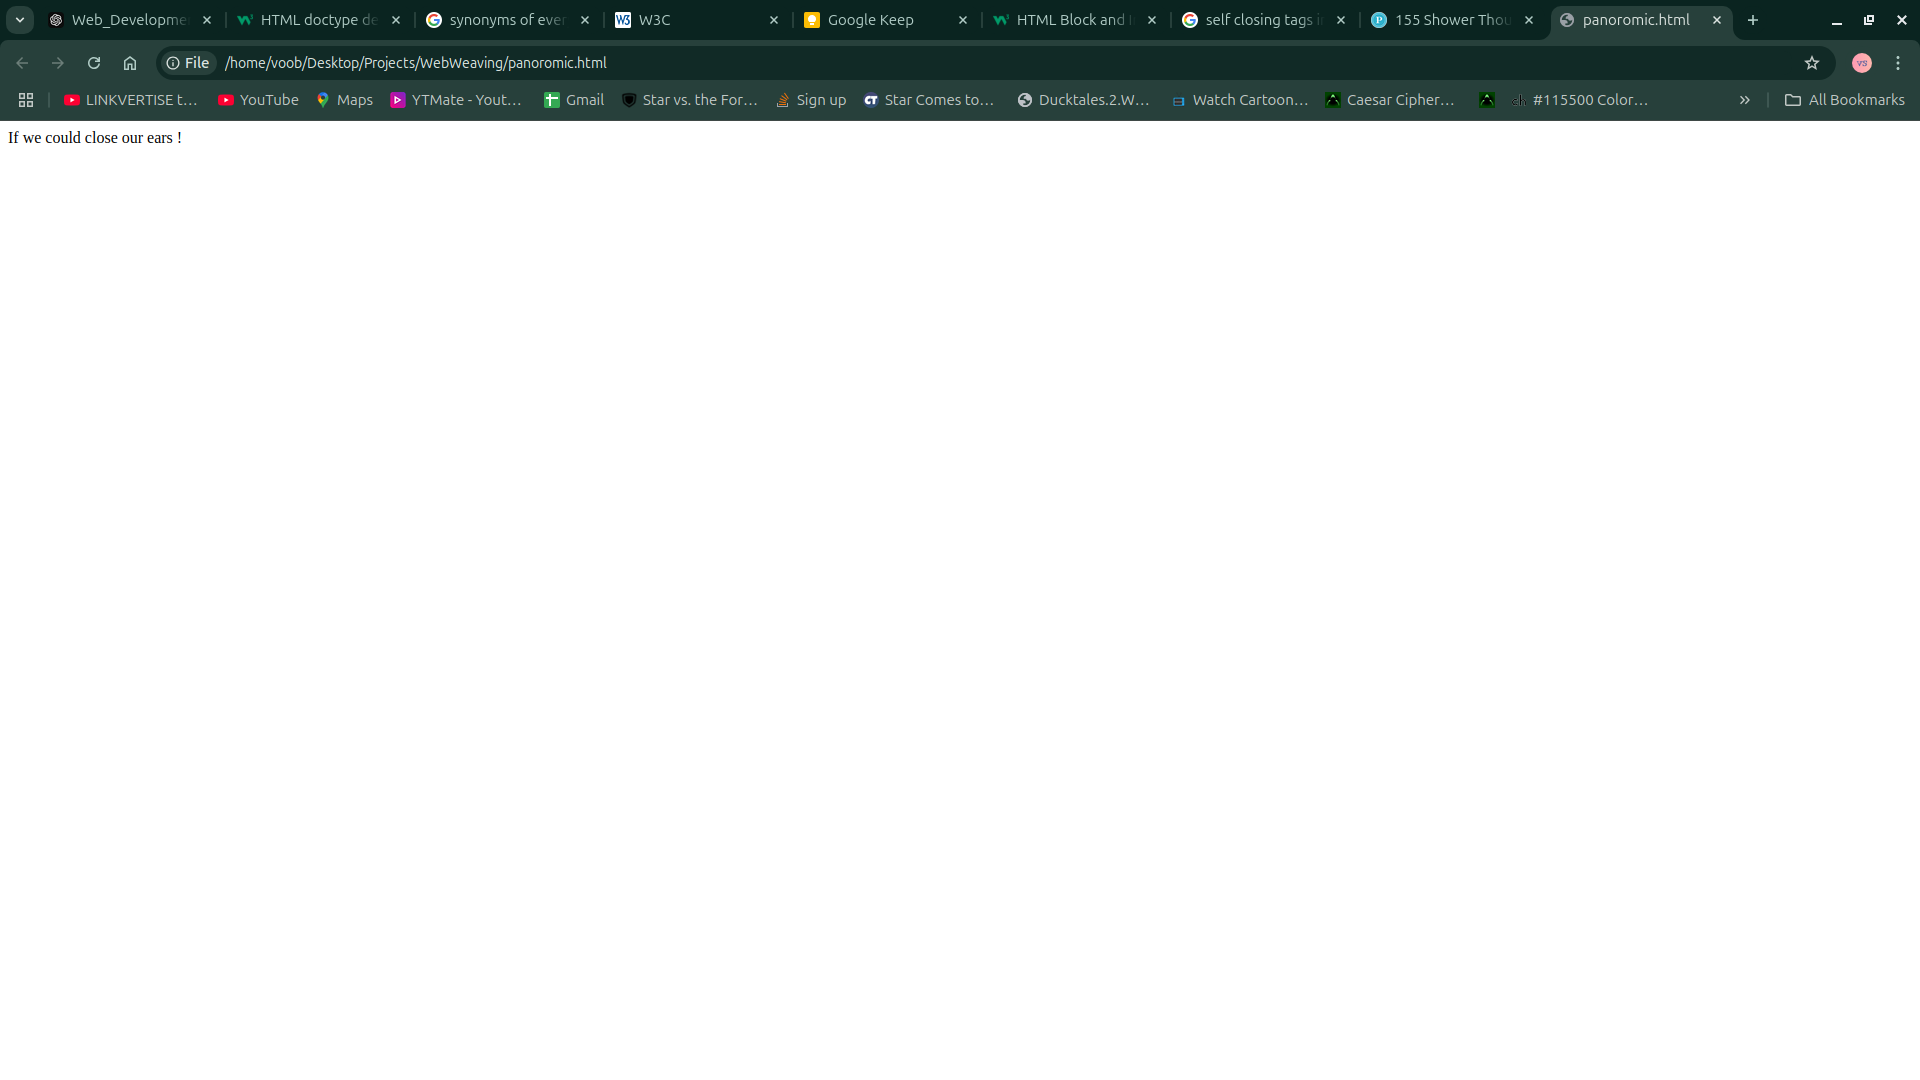 Web_Developme HTML doctype de synonyms of ever W3C Google Keep HTML Block and I self closing tags i 155 Shower Thou panoromic.html
File /home/voob/Desktop/Projects/WebWeaving/panoromic.html VS
LINKVERTISE t… YouTube Maps YTMate - Yout… Gmail Star vs. the For… Sign up CT Star Comes to… Ducktales.2.W… Watch Cartoon… Caesar Cipher… ch #115500 Color… All Bookmarks
If we could close our ears !